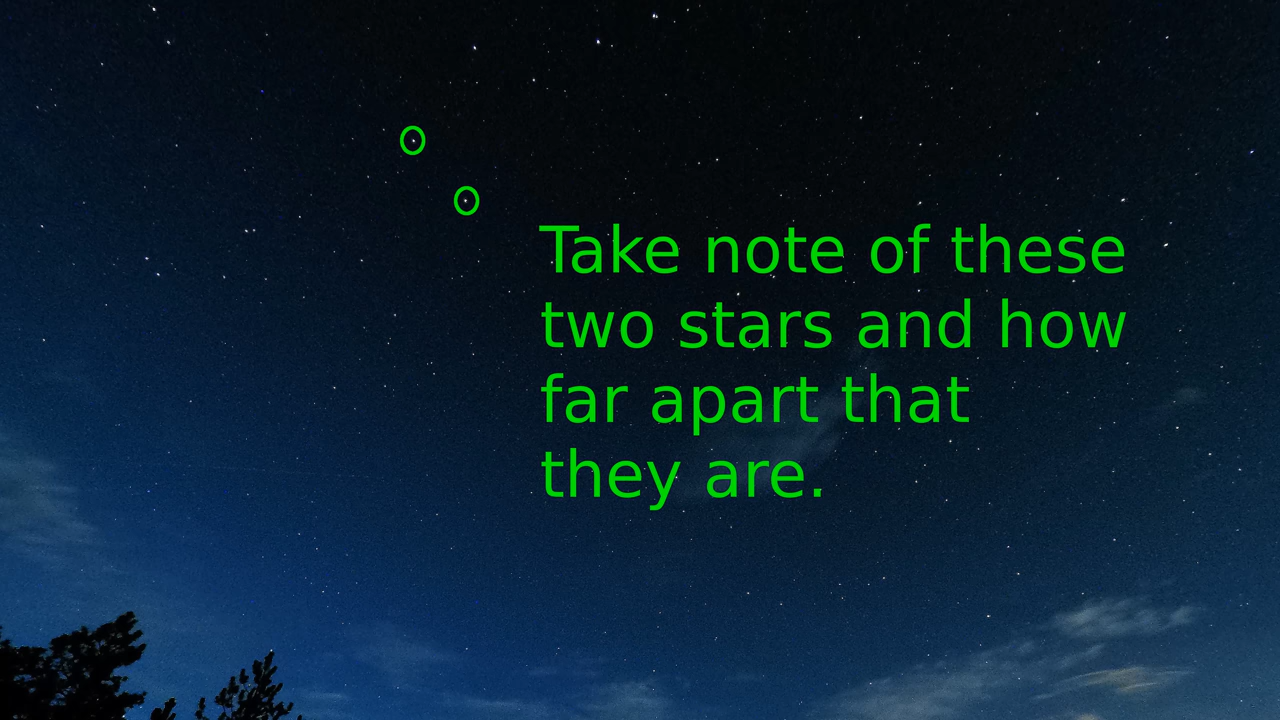 Take note of these
two stars and how
far apart that
they are.